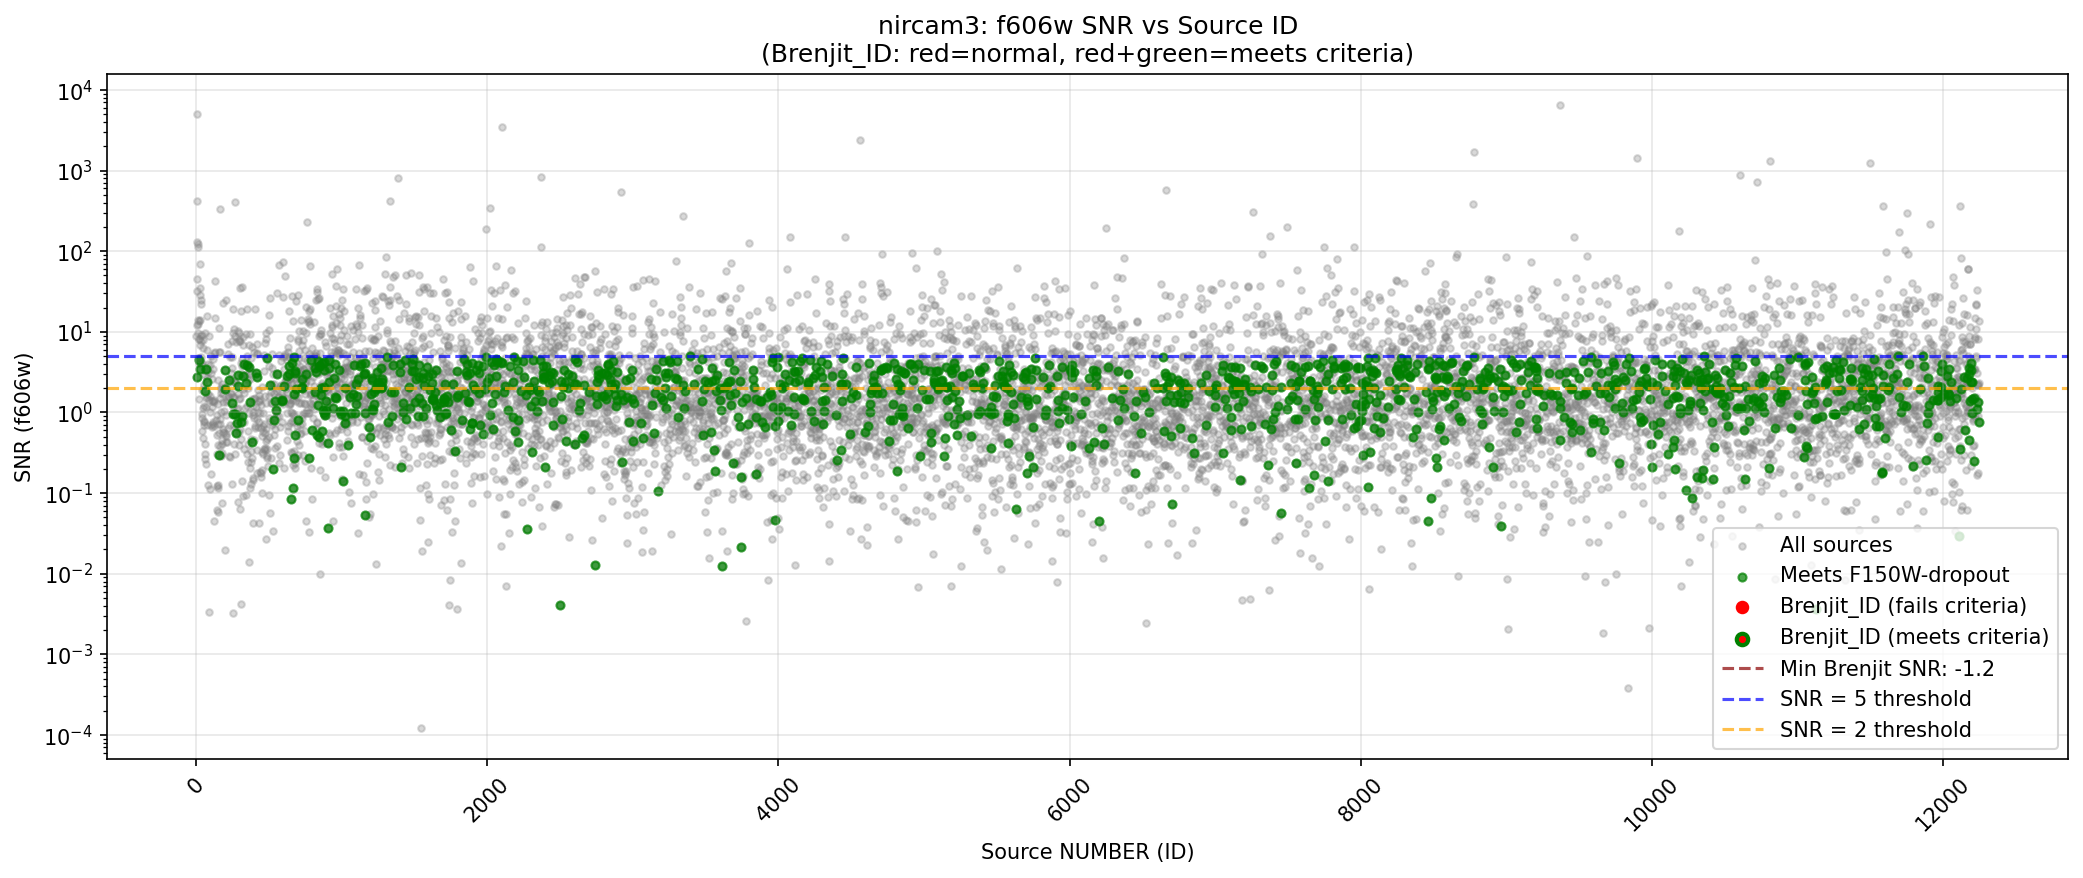 nircam3: f606w SNR vs Source ID
(Brenjit_ID: red=normal, red+green=meets criteria)
SNR (f606w)
10^4
10^3
10^2
10^1
10^0
10^-1
10^-2
10^-3
10^-4
All sources
Meets F150W-dropout
Brenjit_ID (fails criteria)
Brenjit_ID (meets criteria)
Min Brenjit SNR: -1.2
SNR = 5 threshold
SNR = 2 threshold
0
2000
4000
6000
8000
10000
12000
Source NUMBER (ID)